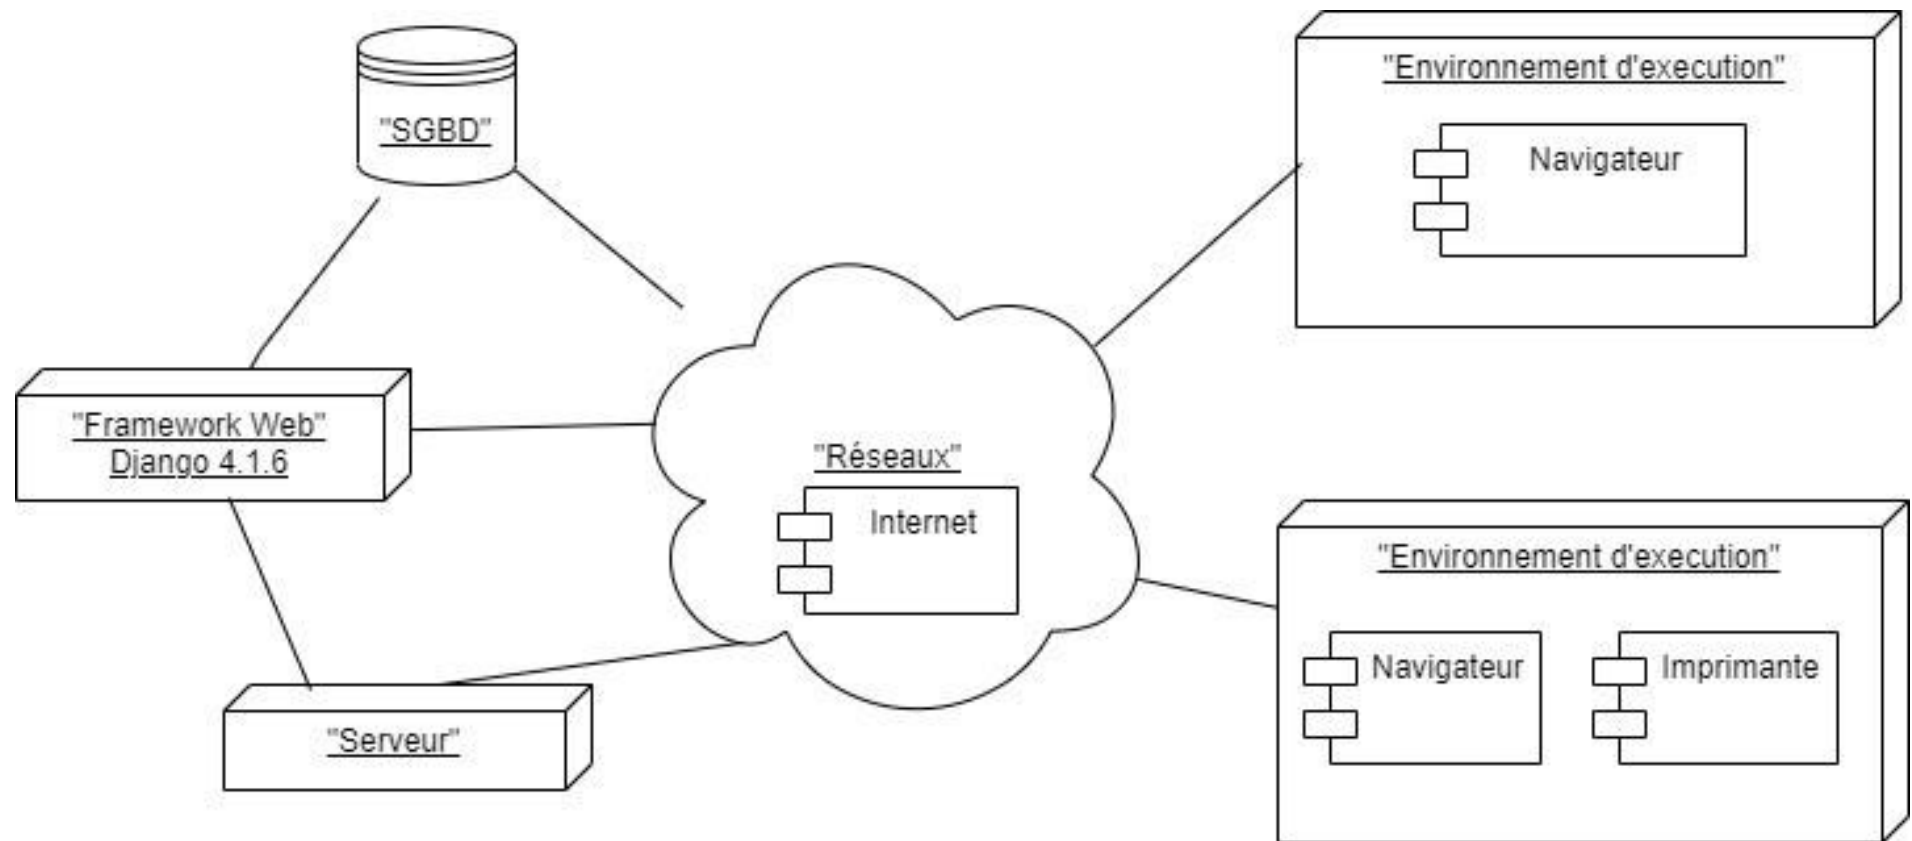 "SGBD"
"Environnement d'execution"
Navigateur
"Framework Web"
Django 4.1.6
"Réseaux"
Internet
"Environnement d'execution"
Navigateur
Imprimante
"Serveur"